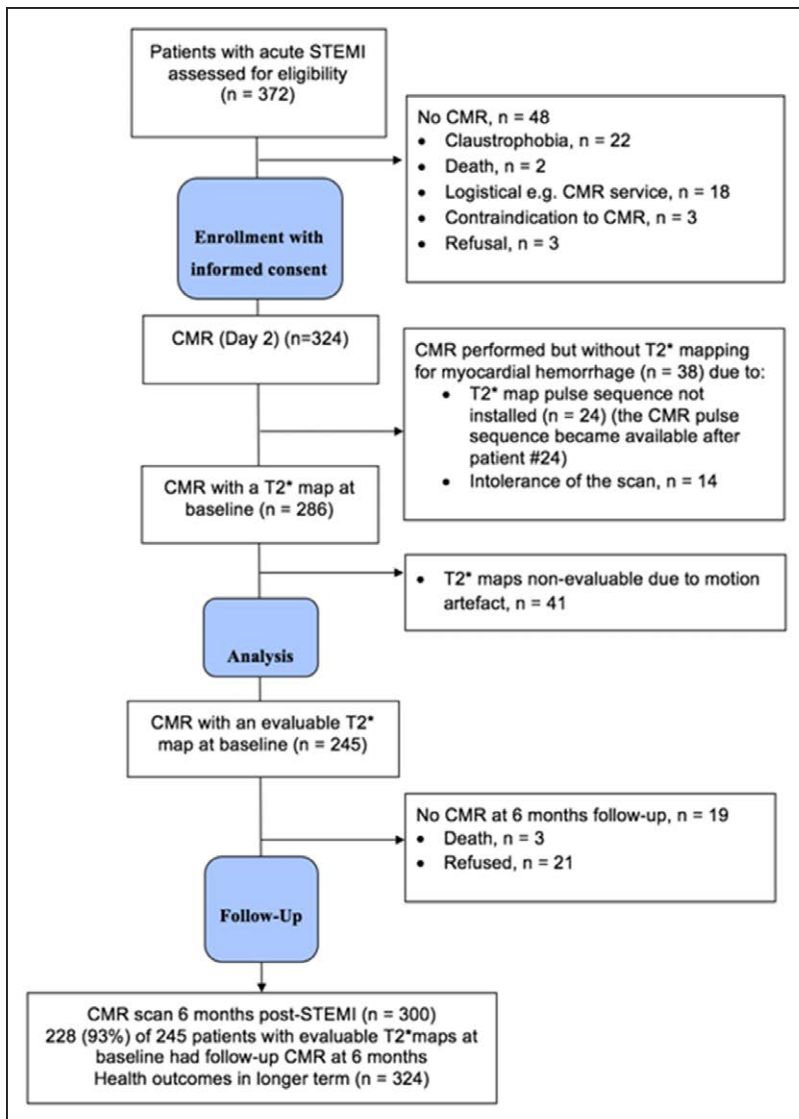 Patients with acute STEMI
assessed for eligibility
(n = 372)
No CMR, n = 48
• Claustrophobia, n = 22
• Death, n = 2
• Logistical e.g. CMR service, n = 18
• Contraindication to CMR, n = 3
• Refusal, n = 3
Enrollment with
informed consent
CMR (Day 2) (n=324)
CMR performed but without T2* mapping
for myocardial hemorrhage (n = 38) due to:
• T2* map pulse sequence not
installed (n = 24) (the CMR pulse
sequence became available after
patient #24)
• Intolerance of the scan, n = 14
CMR with a T2* map at
baseline (n = 286)
• T2* maps non-evaluable due to motion
artefact, n = 41
Analysis
CMR with an evaluable T2*
map at baseline (n = 245)
No CMR at 6 months follow-up, n = 19
• Death, n = 3
• Refused, n = 21
Follow-Up
CMR scan 6 months post-STEMI (n = 300)
228 (93%) of 245 patients with evaluable T2*maps at
baseline had follow-up CMR at 6 months
Health outcomes in longer term (n = 324)